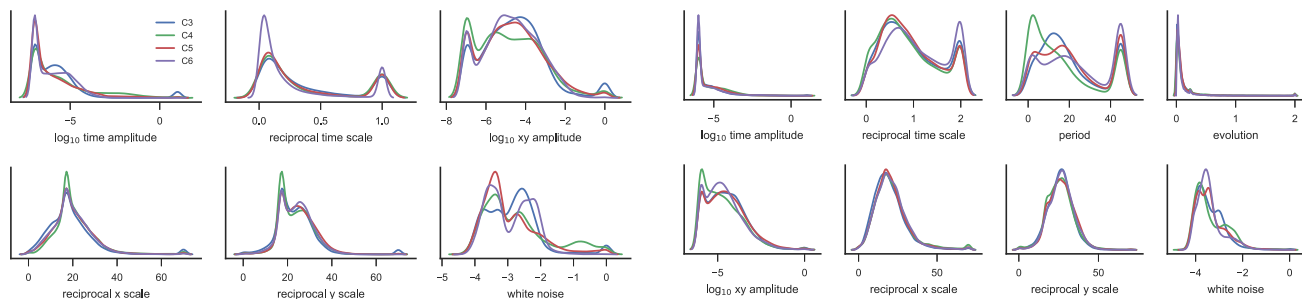 C3
C4
C5
C6
−5 0
log₁₀ time amplitude
0.0 0.5 1.0
reciprocal time scale
−8 −6 −4 −2 0
log₁₀ xy amplitude
0 20 40 60
reciprocal x scale
0 20 40 60
reciprocal y scale
−5 −4 −3 −2 −1 0
white noise
−5 0
log₁₀ time amplitude
0 1 2
reciprocal time scale
0 20 40
period
0 1 2
evolution
−5 0
log₁₀ xy amplitude
0 50
reciprocal x scale
0 50
reciprocal y scale
−4 −2 0
white noise